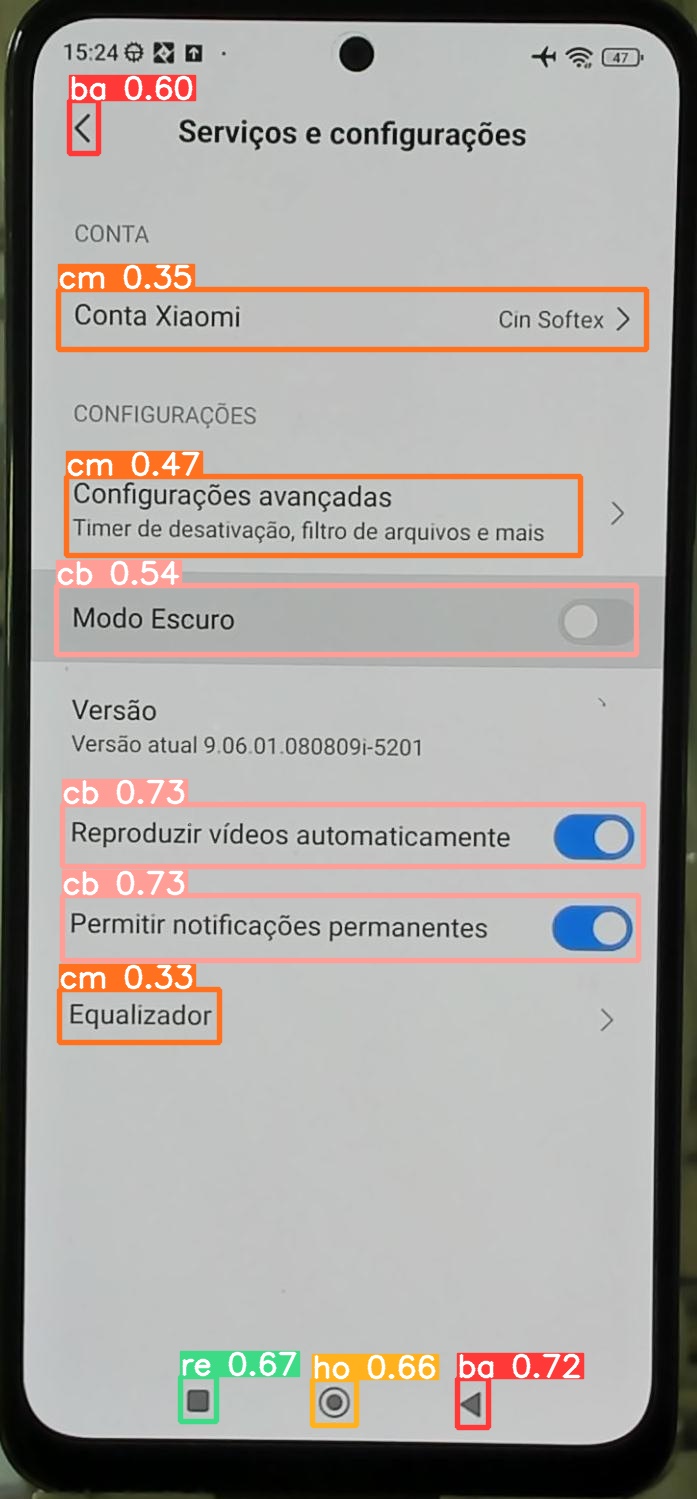 15:24
47
ba 0.60
Serviços e configurações
CONTA
cm 0.35
Conta Xiaomi
Cin Softex
CONFIGURAÇÕES
cm 0.47
Configurações avançadas
Timer de desativação, filtro de arquivos e mais
cb 0.54
Modo Escuro
Versão
Versão atual 9.06.01.080809i-5201
cb 0.73
Reproduzir vídeos automaticamente
cb 0.73
Permitir notificações permanentes
cm 0.33
Equalizador
re 0.67
ho 0.66
ba 0.72